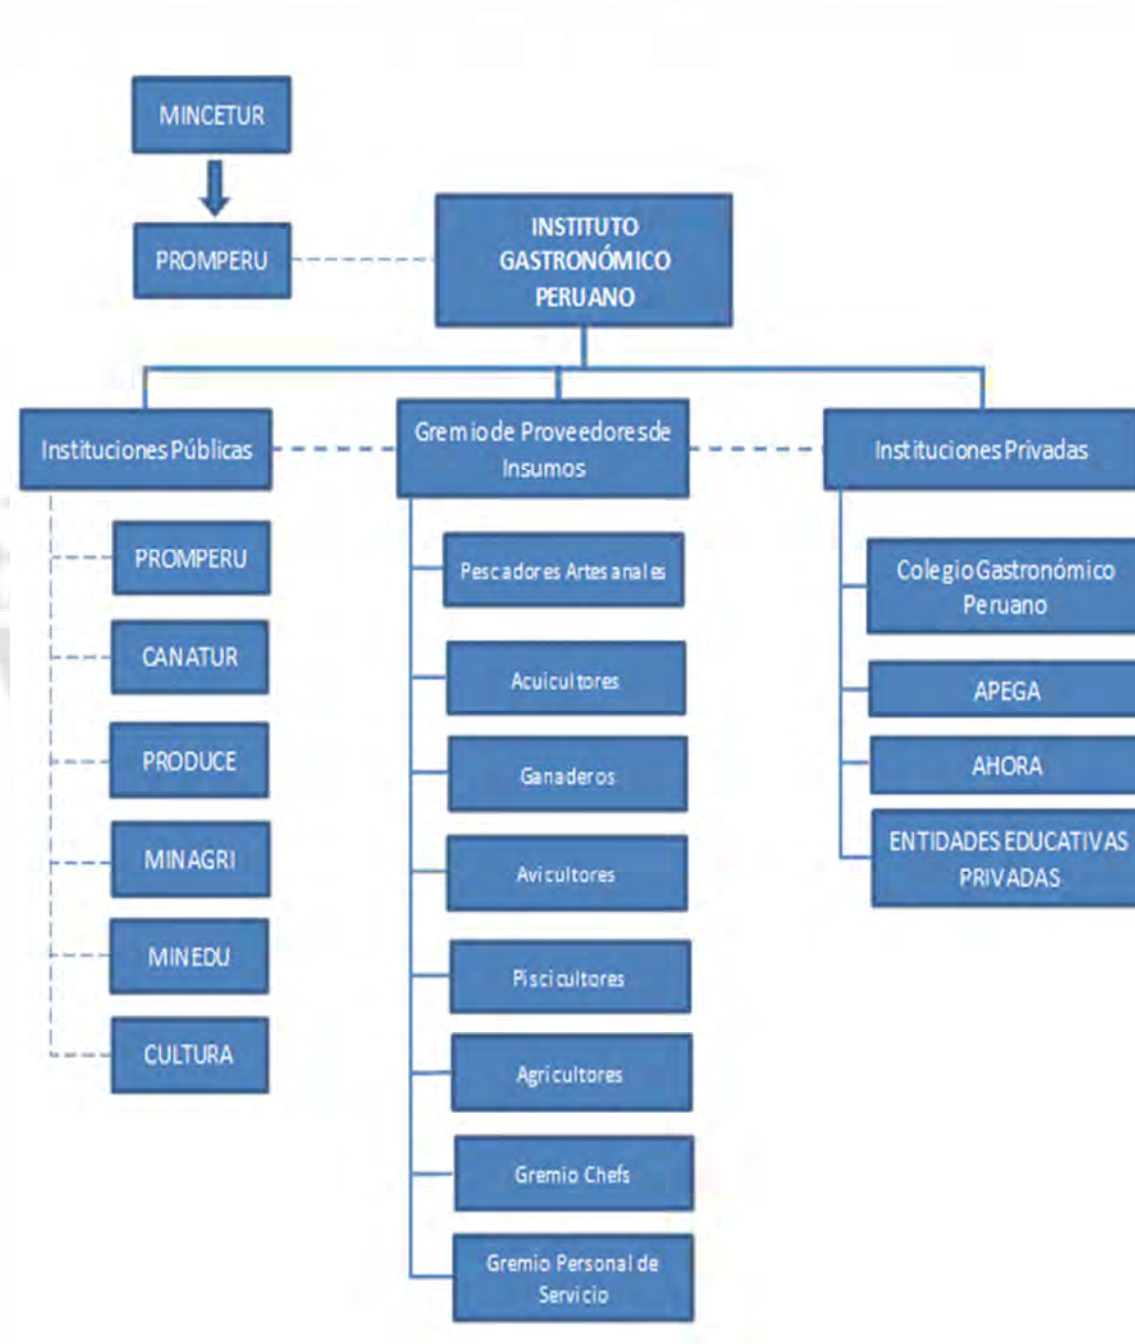 MINCETUR
PROMPERU
INSTITUTO
GASTRONÓMICO
PERUANO
Instituciones Públicas
Gremio de Proveedores de
Insumos
Instituciones Privadas
PROMPERU
CANATUR
PRODUCE
MINAGRI
MINEDU
CULTURA
Pescadores Artesanales
Acuicultores
Ganaderos
Avicultores
Piscicultores
Agricultores
Gremio Chefs
Gremio Personal de
Servicio
Colegio Gastronómico
Peruano
APEGA
AHORA
ENTIDADES EDUCATIVAS
PRIVADAS